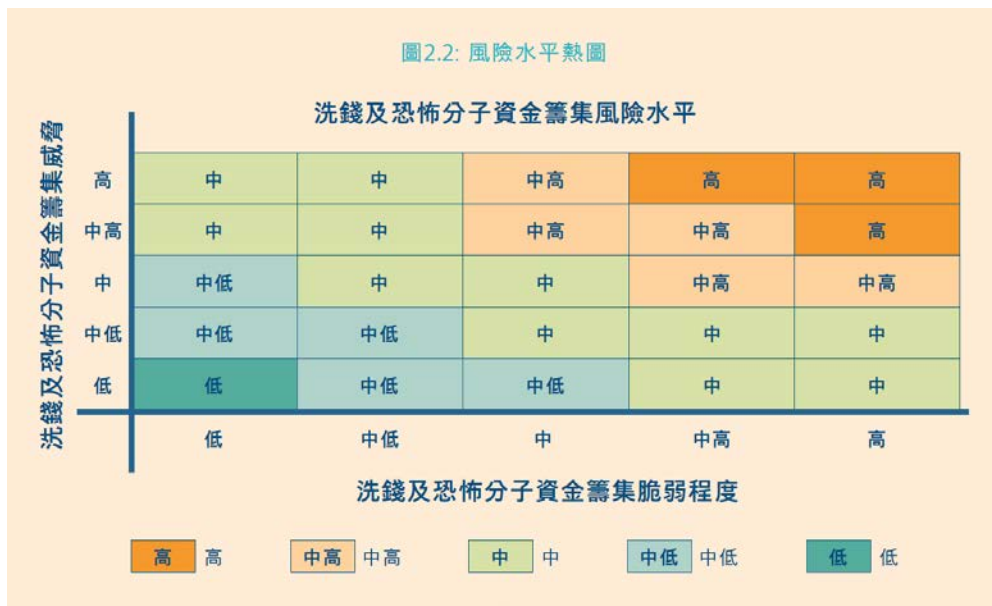 圖2.2: 風險水平熱圖
洗錢及恐怖分子資金籌集風險水平
洗錢及恐怖分子資金籌集威脅
高 中 中 中高 高 高
中高 中 中 中高 中高 高
中 中低 中 中 中高 中高
中低 中低 中低 中 中 中
低 低 中低 中低 中 中
低 中低 中 中高 高
洗錢及恐怖分子資金籌集脆弱程度
高 高 中高 中高 中 中 中低 中低 低 低